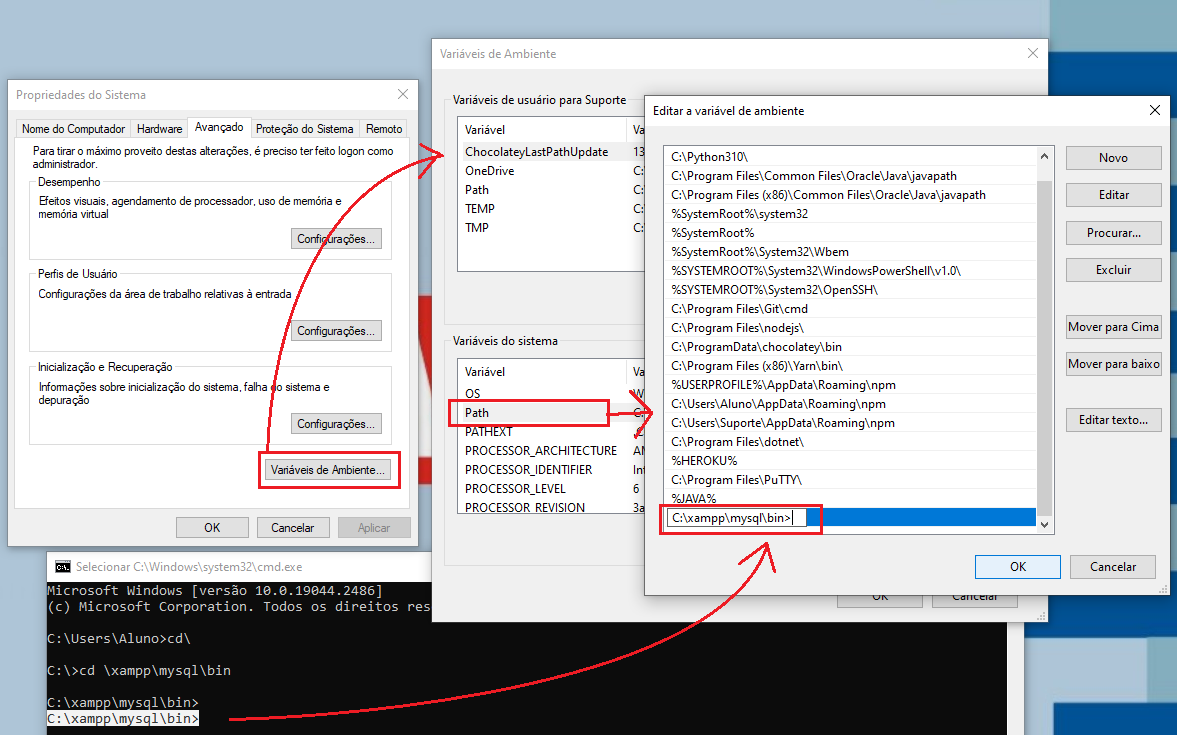 Propriedades do Sistema
Nome do Computador
Hardware
Avançado
Proteção do Sistema
Remoto
Para tirar o máximo proveito destas alterações, é preciso ter feito logon como
administrador.
Desempenho
Efeitos visuais, agendamento de processador, uso de memória e
memória virtual
Configurações...
Perfis de Usuário
Configurações da área de trabalho relativas à entrada
Configurações...
Inicialização e Recuperação
Informações sobre inicialização do sistema, falha do sistema e
depuração
Configurações...
Variáveis de Ambiente...
OK
Cancelar
Aplicar
Variáveis de Ambiente
Variáveis de usuário para Suporte
Variável
ChocolateyLastPathUpdate 13
OneDrive C:
Path C:
TEMP C:
TMP C:
Variáveis do sistema
Variável
OS W
Path C:
PATHEXT
PROCESSOR_ARCHITECTURE AM
PROCESSOR_IDENTIFIER Int
PROCESSOR_LEVEL 6
PROCESSOR_REVISION 3a
OK
Cancelar
Editar a variável de ambiente
C:\Python310\
C:\Program Files\Common Files\Oracle\Java\javapath
C:\Program Files (x86)\Common Files\Oracle\Java\javapath
%SystemRoot%\system32
%SystemRoot%
%SystemRoot%\System32\Wbem
%SYSTEMROOT%\System32\WindowsPowerShell\v1.0\
%SYSTEMROOT%\System32\OpenSSH\
C:\Program Files\Git\cmd
C:\Program Files\nodejs\
C:\ProgramData\chocolatey\bin
C:\Program Files (x86)\Yarn\bin\
%USERPROFILE%\AppData\Roaming\npm
C:\Users\Aluno\AppData\Roaming\npm
C:\Users\Suporte\AppData\Roaming\npm
C:\Program Files\dotnet\
%HEROKU%
C:\Program Files\PuTTY\
%JAVA%
C:\xampp\mysql\bin>
Novo
Editar
Procurar...
Excluir
Mover para Cima
Mover para baixo
Editar texto...
OK
Cancelar
Selecionar C:\Windows\system32\cmd.exe
Microsoft Windows [versão 10.0.19044.2486]
(c) Microsoft Corporation. Todos os direitos res
C:\Users\Aluno>cd\
C:\>cd \xampp\mysql\bin
C:\xampp\mysql\bin>
C:\xampp\mysql\bin>